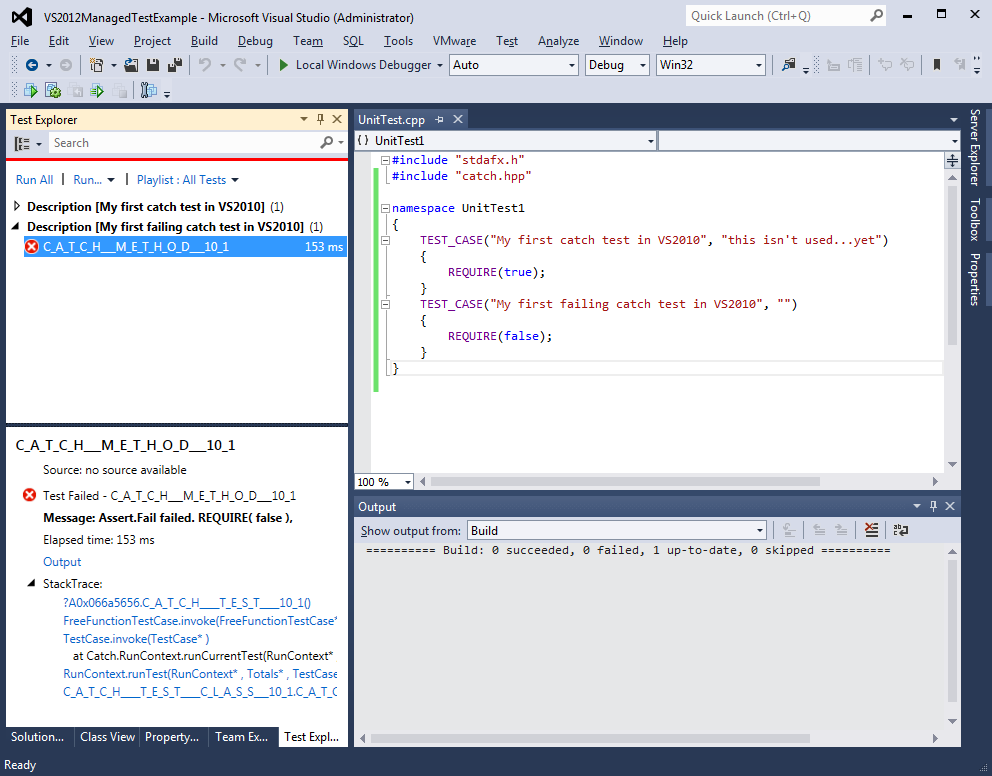 VS2012ManagedTestExample - Microsoft Visual Studio (Administrator)
Quick Launch (Ctrl+Q)
File Edit View Project Build Debug Team SQL Tools VMware Test Analyze Window Help
Local Windows Debugger Auto Debug Win32
Test Explorer
Search
Run All | Run... | Playlist : All Tests
Description [My first catch test in VS2010] (1)
Description [My first failing catch test in VS2010] (1)
C_A_T_C_H___M_E_T_H_O_D___10_1 153 ms
C_A_T_C_H___M_E_T_H_O_D___10_1
Source: no source available
Test Failed - C_A_T_C_H___M_E_T_H_O_D___10_1
Message: Assert.Fail failed. REQUIRE( false ),
Elapsed time: 153 ms
Output
StackTrace:
?A0x066a5656.C_A_T_C_H____T_E_S_T____10_1()
FreeFunctionTestCase.invoke(FreeFunctionTestCase*
TestCase.invoke(TestCase* )
at Catch.RunContext.runCurrentTest(RunContext*
RunContext.runTest(RunContext* , Totals* , TestCase
C_A_T_C_H____T_E_S_T____C_L_A_S_S___10_1.C_A_T_C
Solution... Class View Property... Team Ex... Test Expl...
UnitTest.cpp
{ } UnitTest1
#include "stdafx.h"
#include "catch.hpp"
namespace UnitTest1
{
TEST_CASE("My first catch test in VS2010", "this isn't used...yet")
{
REQUIRE(true);
}
TEST_CASE("My first failing catch test in VS2010", "")
{
REQUIRE(false);
}
}
100 %
Output
Show output from: Build
========== Build: 0 succeeded, 0 failed, 1 up-to-date, 0 skipped ==========
Server Explorer
Toolbox
Properties
Ready